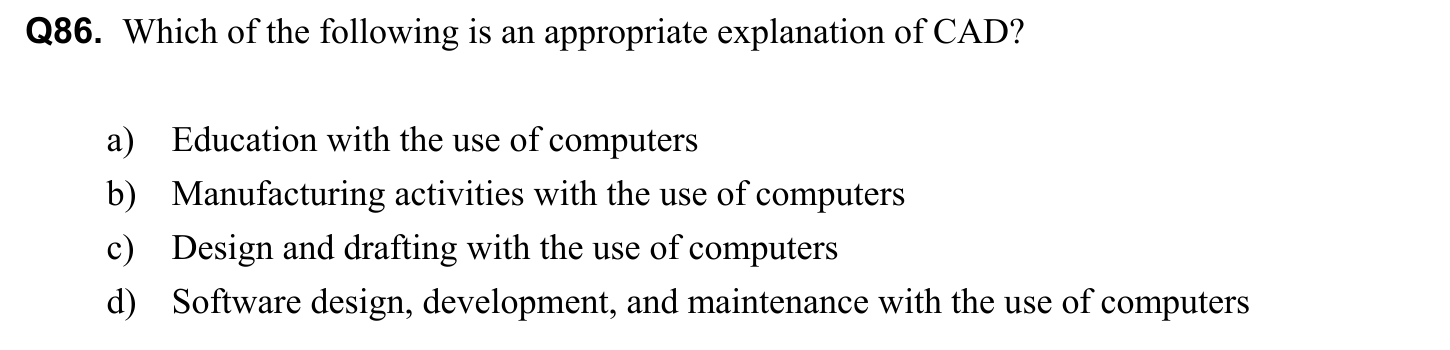 Q86. Which of the following is an appropriate explanation of CAD?
a) Education with the use of computers
b) Manufacturing activities with the use of computers
c) Design and drafting with the use of computers
d) Software design, development, and maintenance with the use of computers